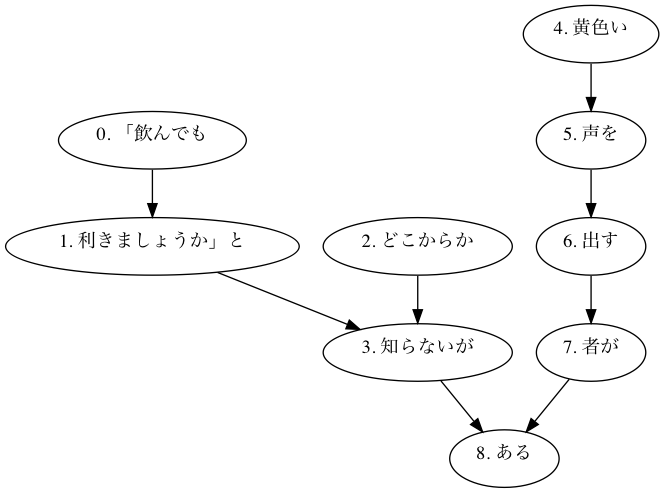 0. 「飲んでも
1. 利きましょうか」と
2. どこからか
3. 知らないが
4. 黄色い
5. 声を
6. 出す
7. 者が
8. ある